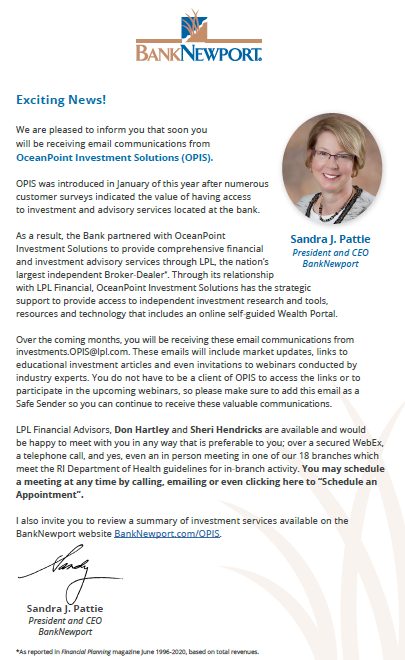 BANKNEWPORT.
Exciting News!
We are pleased to inform you that soon you
will be receiving email communications from
OceanPoint Investment Solutions (OPIS).
OPIS was introduced in January of this year after numerous
customer surveys indicated the value of having access
to investment and advisory services located at the bank.
Sandra J. Pattie
President and CEO
BankNewport
As a result, the Bank partnered with OceanPoint
Investment Solutions to provide comprehensive financial
and investment advisory services through LPL, the nation's
largest independent Broker-Dealer*. Through its relationship
with LPL Financial, OceanPoint Investment Solutions has the strategic
support to provide access to independent investment research and tools,
resources and technology that includes an online self-guided Wealth Portal.
Over the coming months, you will be receiving these email communications from
investments.OPIS@lpl.com. These emails will include market updates, links to
educational investment articles and even invitations to webinars conducted by
industry experts. You do not have to be a client of OPIS to access the links or to
participate in the upcoming webinars, so please make sure to add this email as a
Safe Sender so you can continue to receive these valuable communications.
LPL Financial Advisors, Don Hartley and Sheri Hendricks are available and would
be happy to meet with you in any way that is preferable to you; over a secured WebEx,
a telephone call, and yes, even an in person meeting in one of our 18 branches which
meet the RI Department of Health guidelines for in-branch activity. You may schedule
a meeting at any time by calling, emailing or even clicking here to "Schedule an
Appointment".
I also invite you to review a summary of investment services available on the
BankNewport website BankNewport.com/OPIS.
Sandy
Sandra J. Pattie
President and CEO
BankNewport
*As reported in Financial Planning magazine June 1996-2020, based on total revenues.